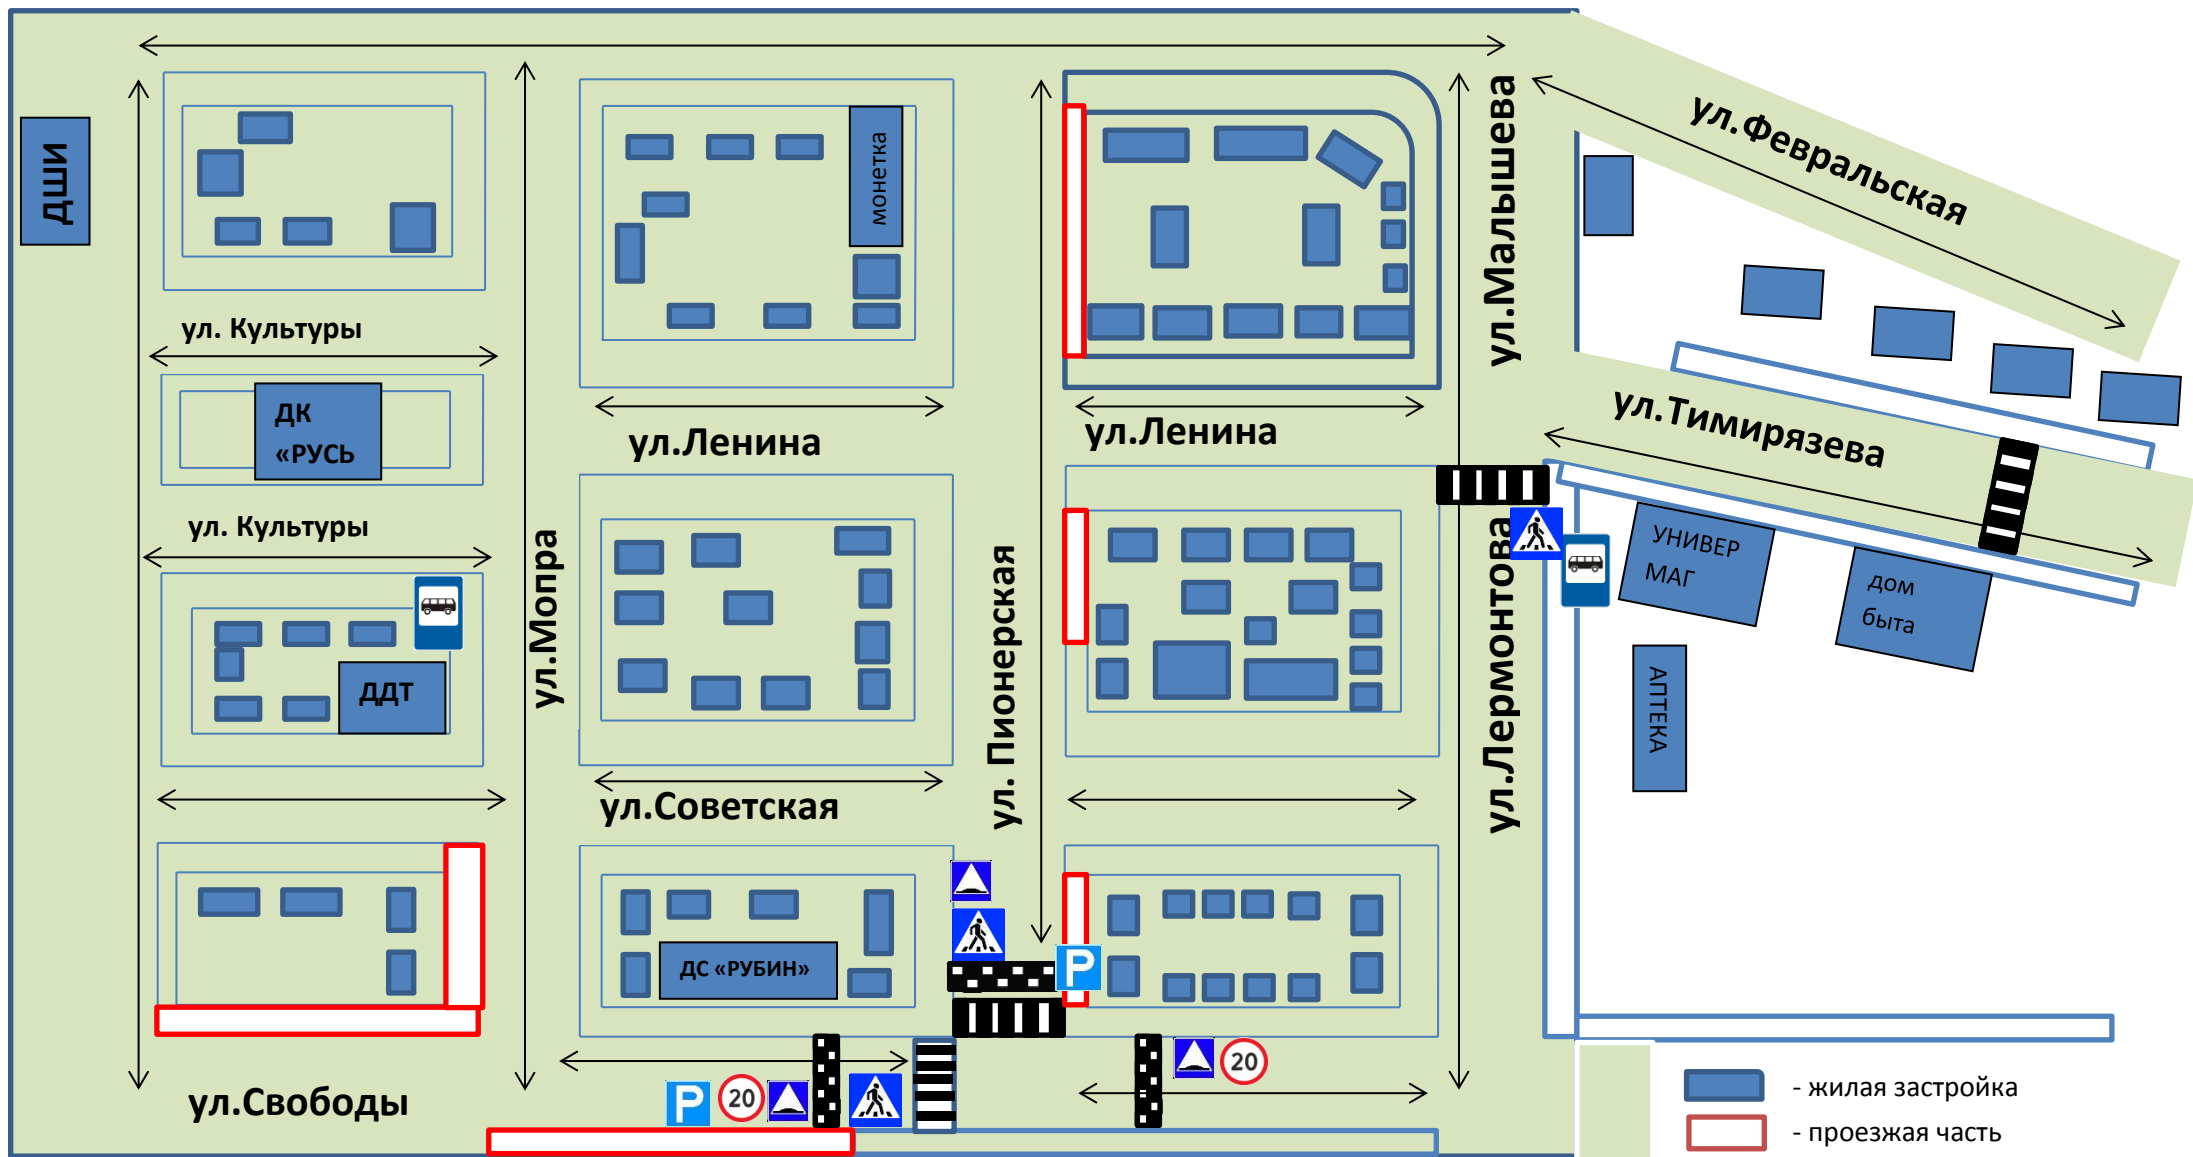 ул.Февральская
ул.Малышева
ДШИ
монетка
ул. Культуры
ДК
«РУСЬ
ул.Ленина
ул.Ленина
ул.Тимирязева
ул. Культуры
УНИВЕР
МАГ
дом
быта
ул.Мопра
ул. Пионерская
ул.Лермонтова
ДДТ
АПТЕКА
ул.Советская
ДС «РУБИН»
P
20
ул.Свободы
P
20
- жилая застройка
- проезжая часть